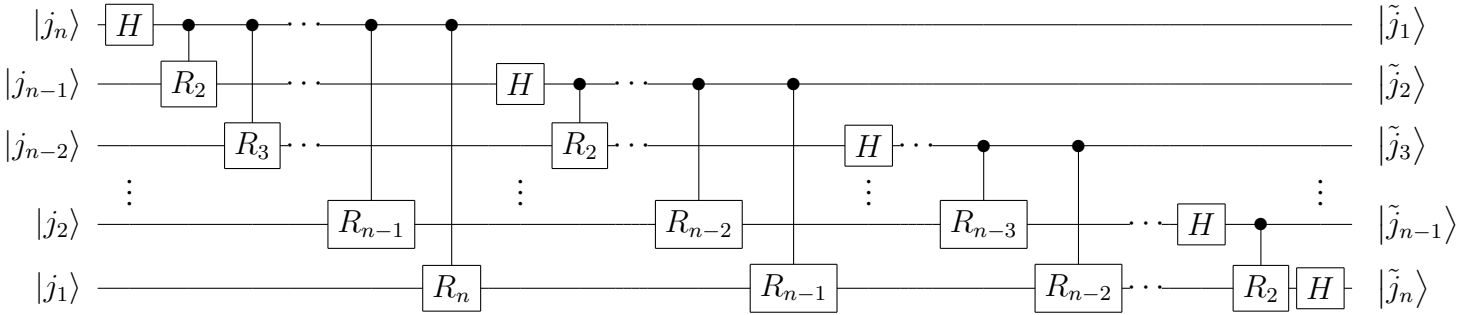 |j_n⟩ H ··· |j̃_1⟩
|j_{n-1}⟩ R_2 ··· H ··· |j̃_2⟩
|j_{n-2}⟩ R_3 ··· R_2 ··· H ··· |j̃_3⟩
⋮ ⋮ ⋮ ⋮
|j_2⟩ R_{n-1} R_{n-2} R_{n-3} ··· H |j̃_{n-1}⟩
|j_1⟩ R_n R_{n-1} R_{n-2} ··· R_2 H |j̃_n⟩